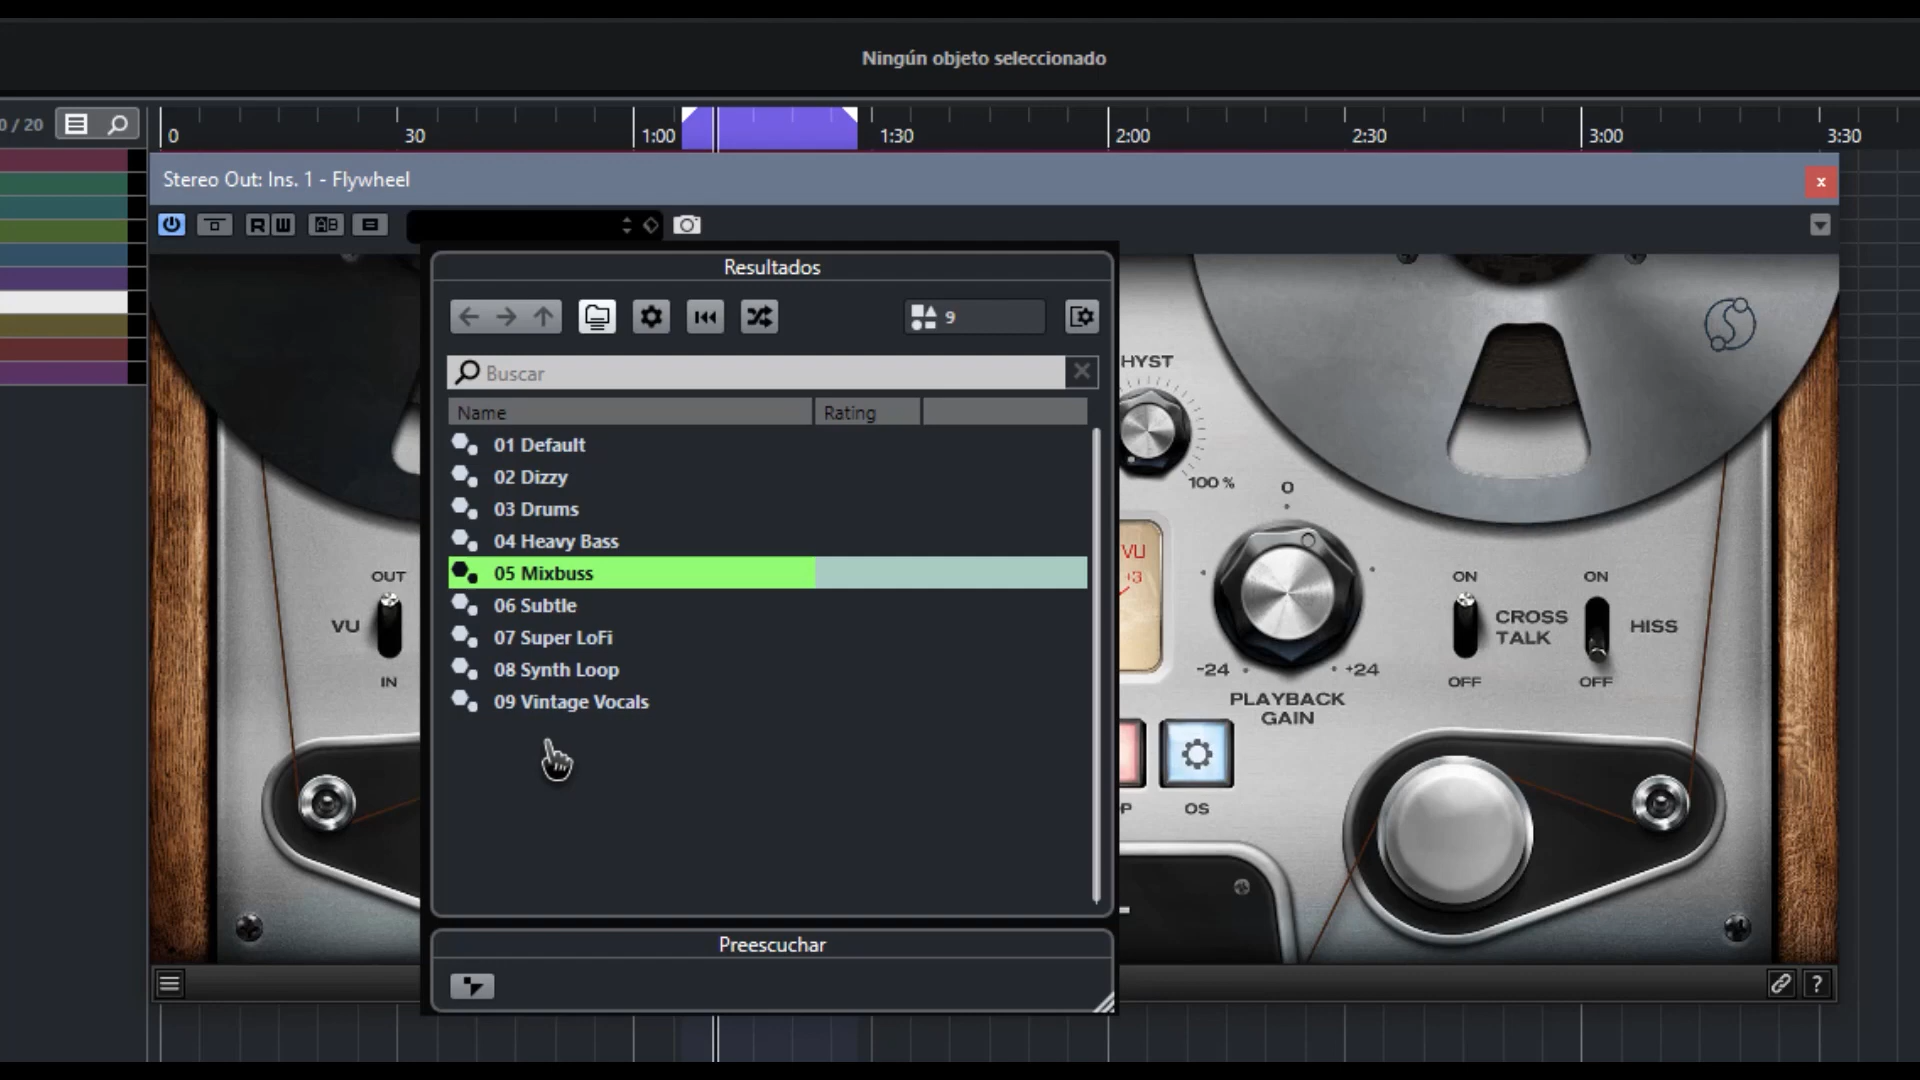 Ningún objeto seleccionado
0 / 20
0 30 1:00 1:30 2:00 2:30 3:00 3:30
Stereo Out: Ins. 1 - Flywheel
x
R W AB
Resultados
9
Buscar
Name Rating
01 Default
02 Dizzy
03 Drums
04 Heavy Bass
05 Mixbuss
06 Subtle
07 Super LoFi
08 Synth Loop
09 Vintage Vocals
Preescuchar
OUT
VU
IN
HYST
100 %
VU
+3
0
-24 +24
PLAYBACK
GAIN
ON
CROSS
TALK
OFF
ON
HISS
OFF
P
OS
?